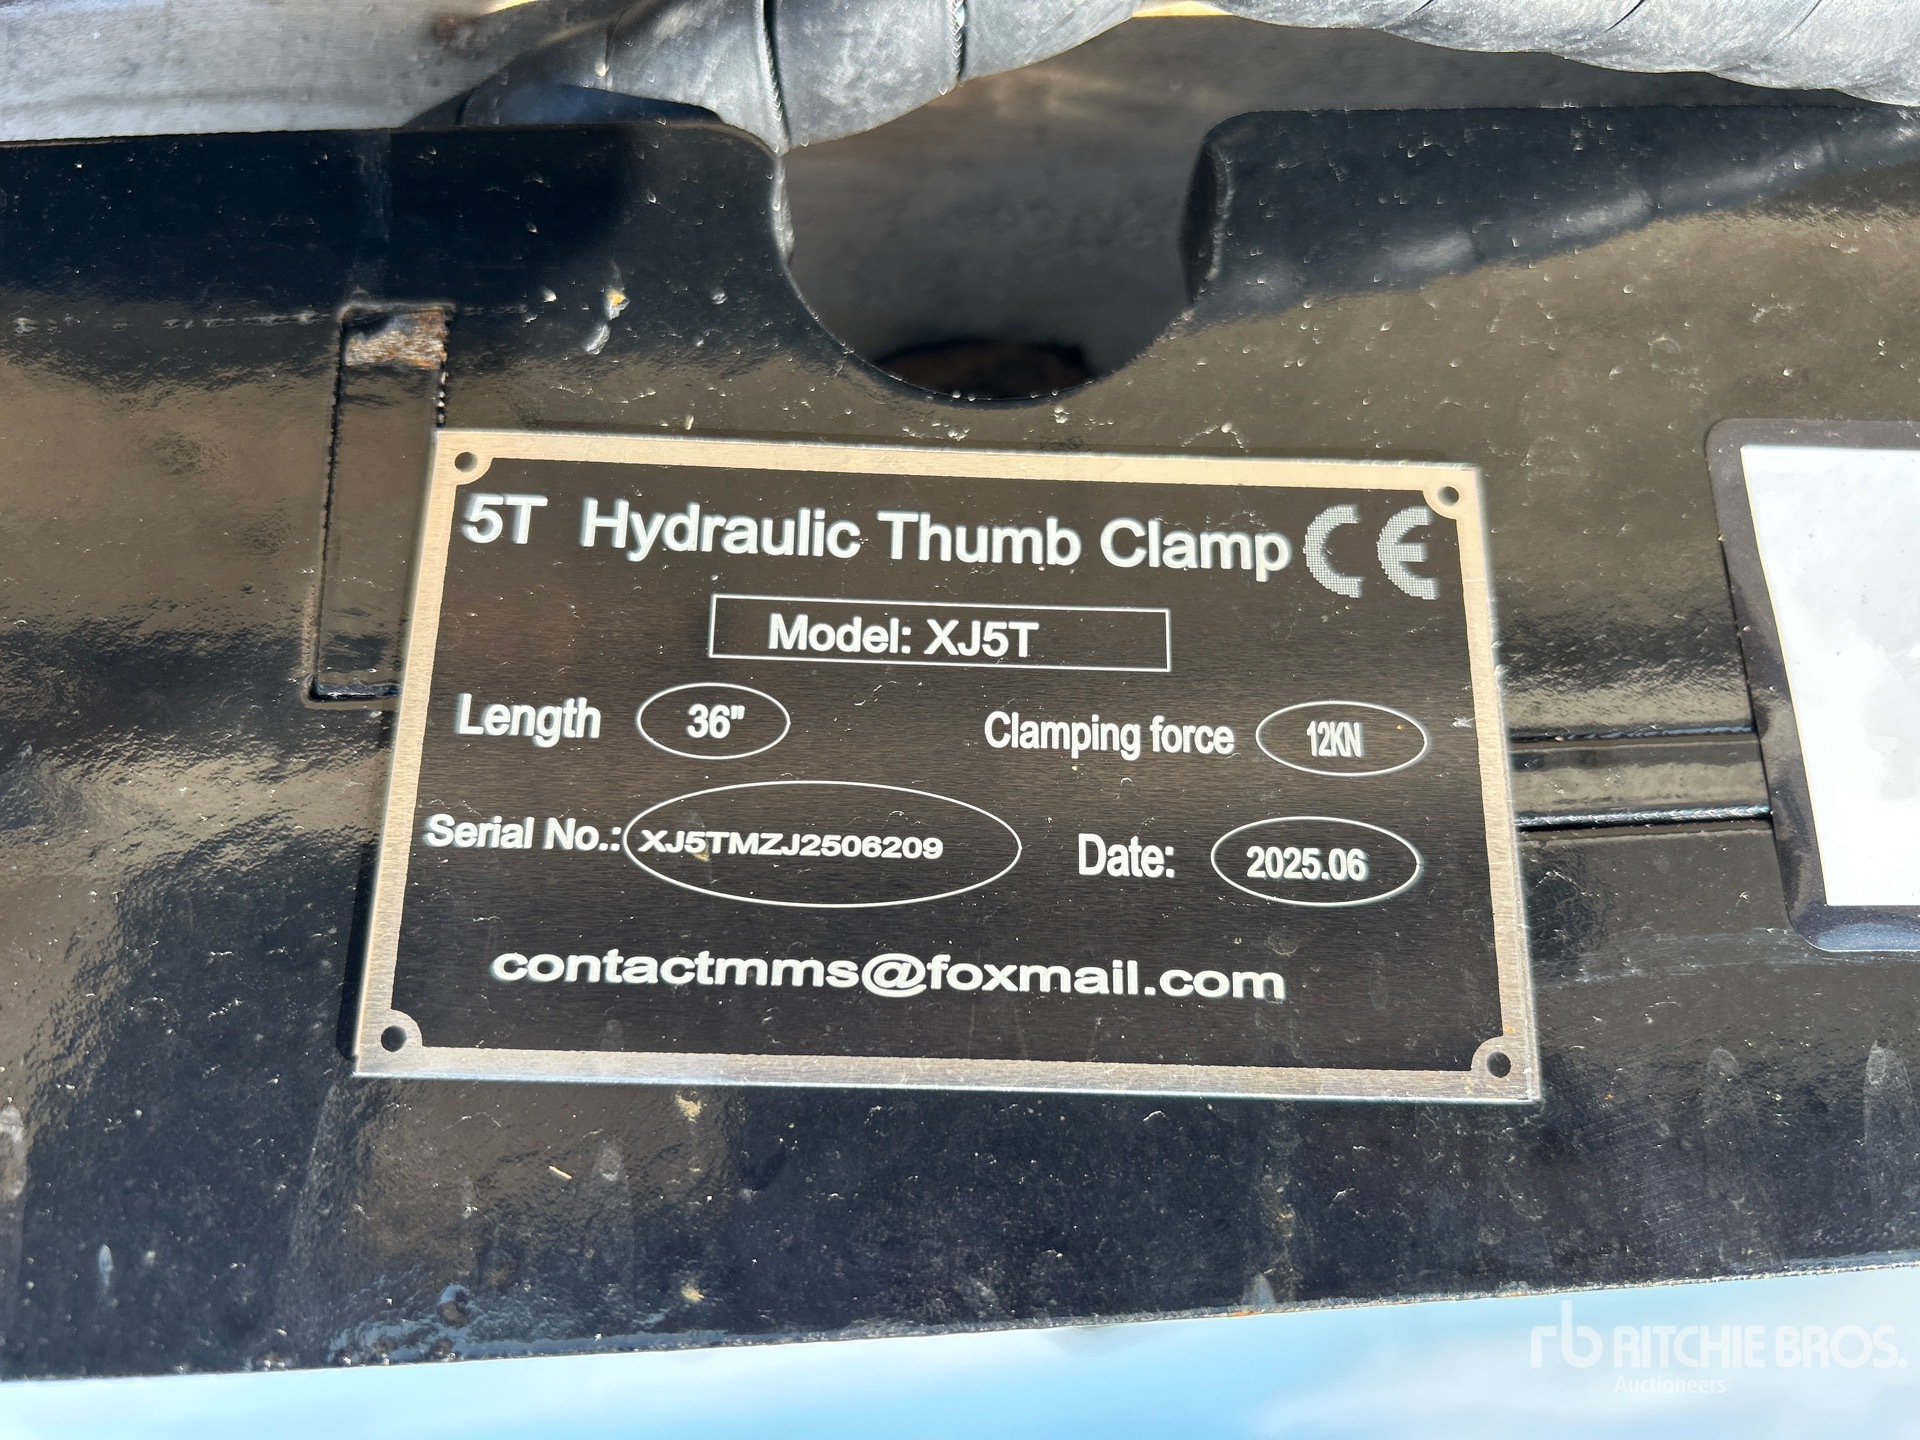 5T Hydraulic Thumb Clamp CE
Model: XJ5T
Length 36" Clamping force 12KN
Serial No.: XJ5TMZJ2506209 Date: 2025.06
contactmms@foxmail.com
rb RITCHIE BROS.
Auctioneers